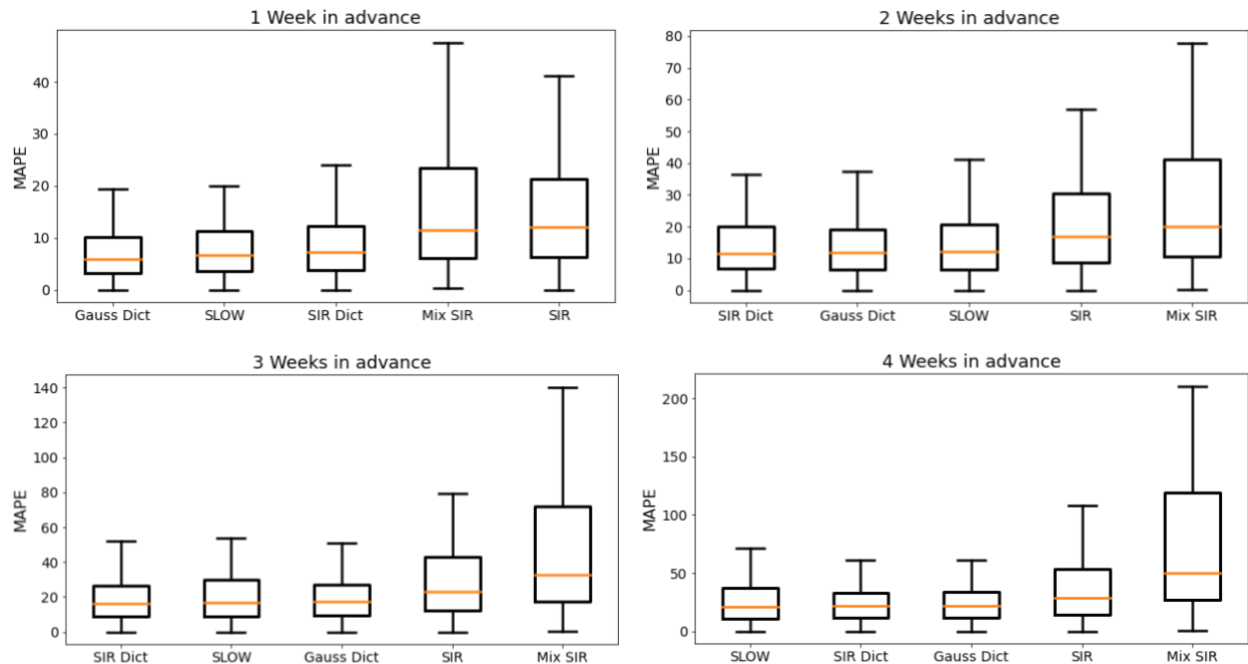 1 Week in advance
MAPE
40
30
20
10
0
Gauss Dict SLOW SIR Dict Mix SIR SIR
2 Weeks in advance
MAPE
80
70
60
50
40
30
20
10
0
SIR Dict Gauss Dict SLOW SIR Mix SIR
3 Weeks in advance
MAPE
140
120
100
80
60
40
20
0
SIR Dict SLOW Gauss Dict SIR Mix SIR
4 Weeks in advance
MAPE
200
150
100
50
0
SLOW SIR Dict Gauss Dict SIR Mix SIR